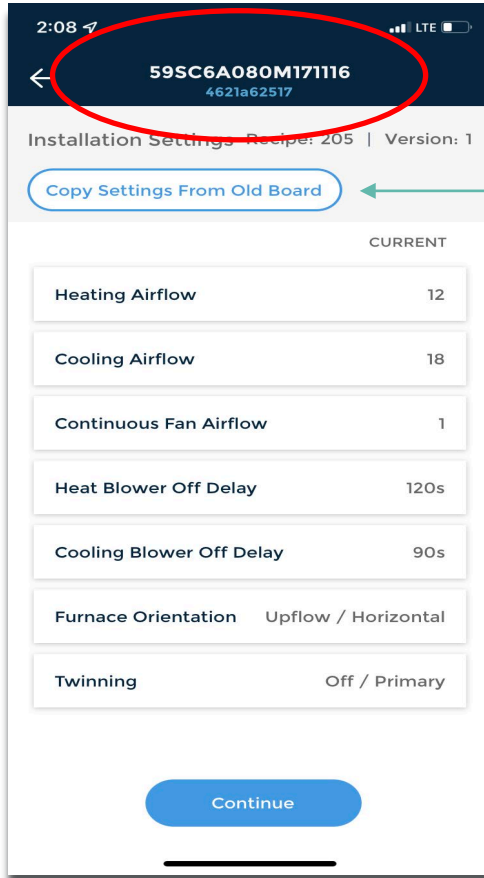 2:08 LTE
59SC6A080M171116
4621a62517
Installation Settings Recipe: 205 | Version: 1
Copy Settings From Old Board
CURRENT
Heating Airflow 12
Cooling Airflow 18
Continuous Fan Airflow 1
Heat Blower Off Delay 120s
Cooling Blower Off Delay 90s
Furnace Orientation Upflow / Horizontal
Twinning Off / Primary
Continue